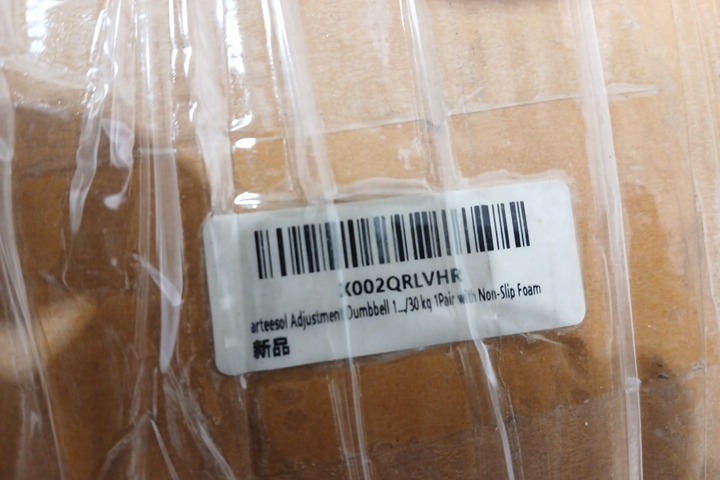 X002QRLVHR
arteesol Adjustment Dumbbell 1.../30 kg 1Pair with Non-Slip Foam
新品